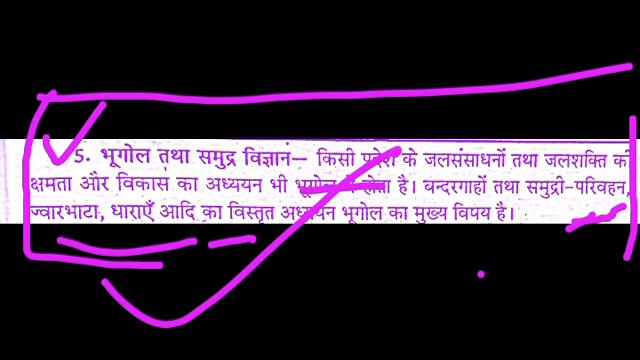 5. भूगोल तथा समुद्र विज्ञान— किसी प्रदेश के जलसंसाधनों तथा जलशक्ति की
क्षमता और विकास का अध्ययन भी भूगोल में होता है। बन्दरगाहों तथा समुद्री-परिवहन,
ज्वारभाटा, धाराएँ आदि का विस्तृत अध्ययन भूगोल का मुख्य विषय है।